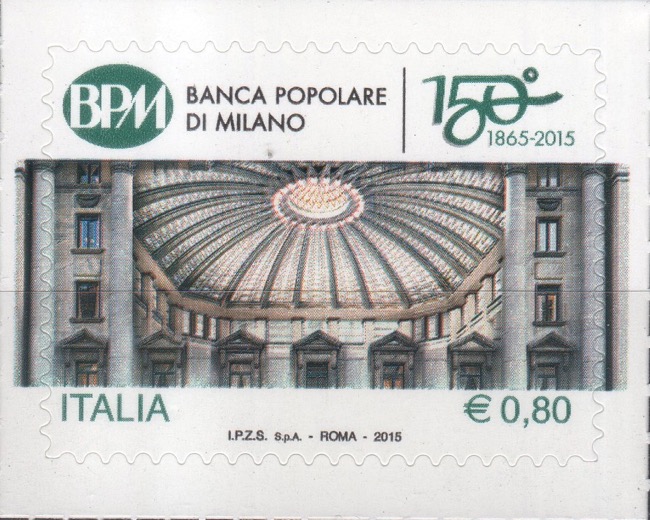 BPM
BANCA POPOLARE
DI MILANO
150°
1865-2015
ITALIA
€ 0,80
I.P.Z.S. S.p.A. - ROMA - 2015